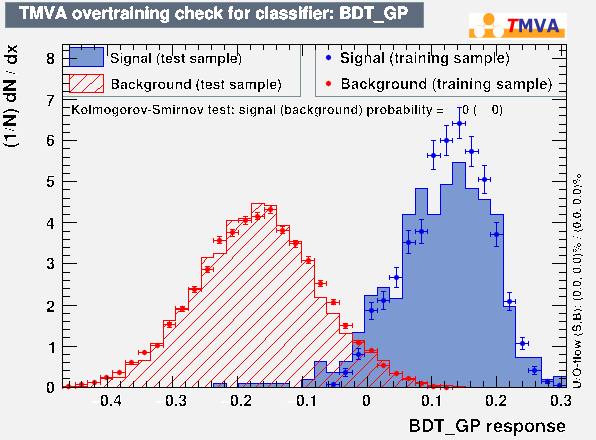 TMVA overtraining check for classifier: BDT_GP
TMVA
(1/N) dN / dx
Signal (test sample)
Background (test sample)
Signal (training sample)
Background (training sample)
Kolmogorov-Smirnov test: signal (background) probability = 0 ( 0)
8
7
6
5
4
3
2
1
0
-0.4 -0.3 -0.2 -0.1 0 0.1 0.2 0.3
BDT_GP response
U/O-flow (S,B): (0.0, 0.0)% / (0.0, 0.0)%